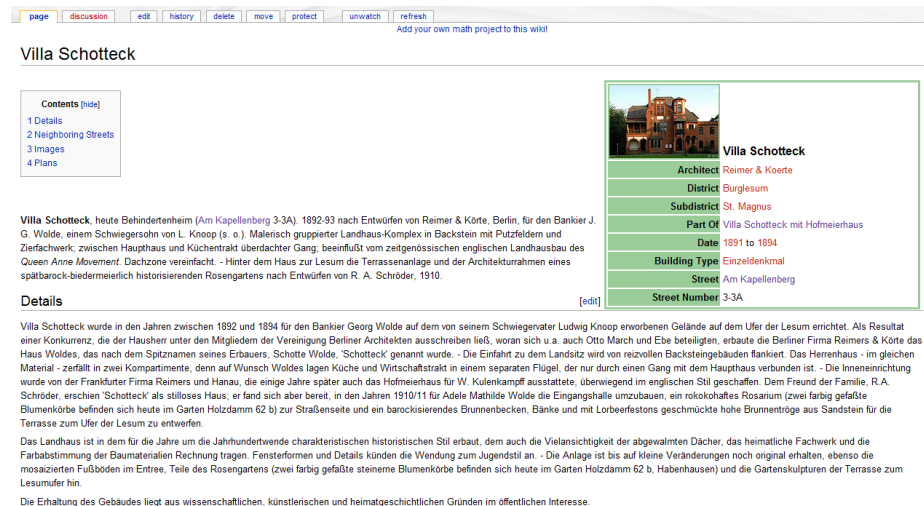 page discussion edit history delete move protect unwatch refresh
Add your own math project to this wiki!
Villa Schotteck
Contents [hide]
1 Details
2 Neighboring Streets
3 Images
4 Plans
Villa Schotteck
Architect Reimer & Koerte
District Burglesum
Subdistrict St. Magnus
Part Of Villa Schotteck mit Hofmeierhaus
Date 1891 to 1894
Building Type Einzeldenkmal
Street Am Kapellenberg
Street Number 3-3A
Villa Schotteck, heute Behindertenheim (Am Kapellenberg 3-3A). 1892-93 nach Entwürfen von Reimer & Körte, Berlin, für den Bankier J.
G. Wolde, einem Schwiegersohn von L. Knoop (s. o.). Malerisch gruppierter Landhaus-Komplex in Backstein mit Putzfeldern und
Zierfachwerk; zwischen Haupthaus und Küchentrakt überdachter Gang; beeinflußt vom zeitgenössischen englischen Landhausbau des
Queen Anne Movement. Dachzone vereinfacht. - Hinter dem Haus zur Lesum die Terrassenanlage und der Architekturrahmen eines
spätbarock-biedermeierlich historisierenden Rosengartens nach Entwürfen von R. A. Schröder, 1910.
Details [edit]
Villa Schotteck wurde in den Jahren zwischen 1892 und 1894 für den Bankier Georg Wolde auf dem von seinem Schwiegervater Ludwig Knoop erworbenen Gelände auf dem Ufer der Lesum errichtet. Als Resultat
einer Konkurrenz, die der Hausherr unter den Mitgliedern der Vereinigung Berliner Architekten ausschreiben ließ, woran sich u.a. auch Otto March und Ebe beteiligten, erbaute die Berliner Firma Reimers & Körte das
Haus Woldes, das nach dem Spitznamen seines Erbauers, Schotte Wolde, 'Schotteck' genannt wurde. - Die Einfahrt zu dem Landsitz wird von reizvollen Backsteingebäuden flankiert. Das Herrenhaus - im gleichen
Material - zerfällt in zwei Kompartimente, denn auf Wunsch Woldes lagen Küche und Wirtschaftstrakt in einem separaten Flügel, der nur durch einen Gang mit dem Haupthaus verbunden ist. - Die Inneneinrichtung
wurde von der Frankfurter Firma Reimers und Hanau, die einige Jahre später auch das Hofmeierhaus für W. Kulenkampff ausstattete, überwiegend im englischen Stil geschaffen. Dem Freund der Familie, R.A.
Schröder, erschien 'Schotteck' als stilloses Haus; er fand sich aber bereit, in den Jahren 1910/11 für Adele Mathilde Wolde die Eingangshalle umzubauen, ein rokokohaftes Rosarium (zwei farbig gefaßte
Blumenkörbe befinden sich heute im Garten Holzdamm 62 b) zur Straßenseite und ein barockisierendes Brunnenbecken, Bänke und mit Lorbeerfestons geschmückte hohe Brunnentröge aus Sandstein für die
Terrasse zum Ufer der Lesum zu entwerfen.
Das Landhaus ist in dem für die Jahre um die Jahrhundertwende charakteristischen historistischen Stil erbaut, dem auch die Vielansichtigkeit der abgewalmten Dächer, das heimatliche Fachwerk und die
Farbabstimmung der Baumaterialien Rechnung tragen. Fensterformen und Details künden die Wendung zum Jugendstil an. - Die Anlage ist bis auf kleine Veränderungen noch original erhalten, ebenso die
mosaizierten Fußböden im Entree, Teile des Rosengartens (zwei farbig gefaßte steinerne Blumenkörbe befinden sich heute im Garten Holzdamm 62 b, Habenhausen) und die Gartenskulpturen der Terrasse zum
Lesumufer hin.
Die Erhaltung des Gebäudes liegt aus wissenschaftlichen, künstlerischen und heimatgeschichtlichen Gründen im öffentlichen Interesse.